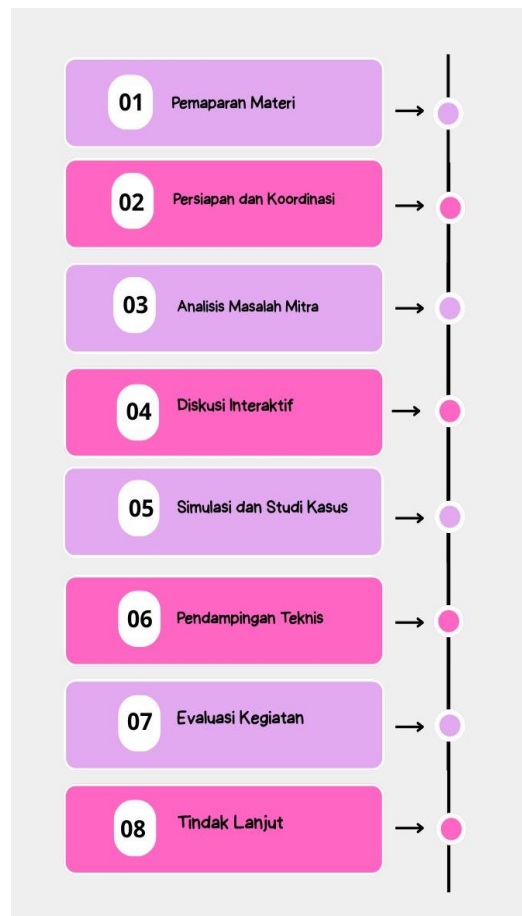 01 Pemaparan Materi
02 Persiapan dan Koordinasi
03 Analisis Masalah Mitra
04 Diskusi Interaktif
05 Simulasi dan Studi Kasus
06 Pendampingan Teknis
07 Evaluasi Kegiatan
08 Tindak Lanjut